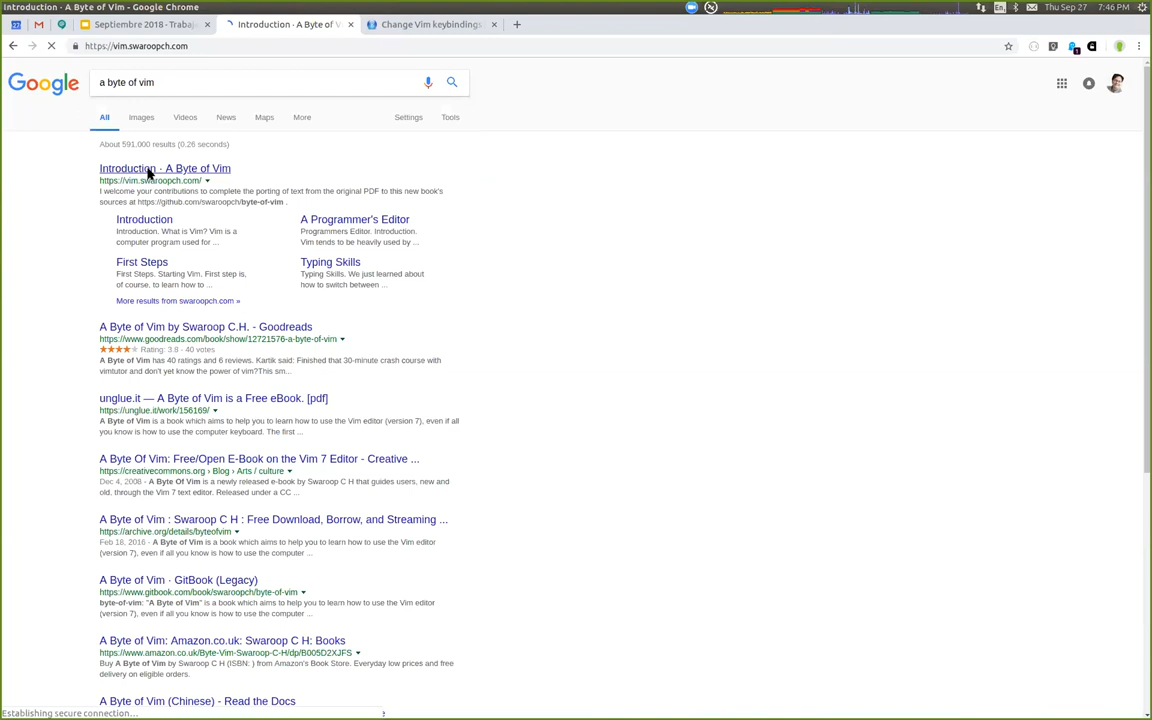 Introduction - A Byte of Vim - Google Chrome
En
Thu Sep 27
7:46 PM
27
Septiembre 2018 - Trabaj
Introduction · A Byte of V
Change Vim keybindings
https://vim.swaroopch.com
Google
a byte of vim
All
Images
Videos
News
Maps
More
Settings
Tools
About 591.000 results (0,26 seconds)
Introduction · A Byte of Vim
https://vim.swaroopch.com/
I welcome your contributions to complete the porting of text from the original PDF to this new book's
sources at https://github.com/swaroopch/byte-of-vim .
Introduction
Introduction. What is Vim? Vim is a
computer program used for ...
A Programmer's Editor
Programmers Editor. Introduction.
Vim tends to be heavily used by ...
First Steps
First Steps. Starting Vim. First step is,
of course, to learn how to ...
Typing Skills
Typing Skills. We just learned about
how to switch between ...
More results from swaroopch.com »
A Byte of Vim by Swaroop C.H. - Goodreads
https://www.goodreads.com/book/show/12721576-a-byte-of-vim
Rating: 3.8 - 40 votes
A Byte of Vim has 40 ratings and 6 reviews. Kartik said: Finished that 30-minute crash course with
vimtutor and don't yet know the power of vim?This sm...
unglue.it — A Byte of Vim is a Free eBook. [pdf]
https://unglue.it/work/156169/
A Byte of Vim is a book which aims to help you to learn how to use the Vim editor (version 7), even if all
you know is how to use the computer keyboard. The first ...
A Byte Of Vim: Free/Open E-Book on the Vim 7 Editor - Creative ...
https://creativecommons.org › Blog › Arts / culture
Dec 4, 2008 - A Byte Of Vim is a newly released e-book by Swaroop C H that guides users, new and
old, through the Vim 7 text editor. Released under a CC ...
A Byte of Vim : Swaroop C H : Free Download, Borrow, and Streaming ...
https://archive.org/details/byteofvim
Feb 18, 2016 - A Byte of Vim is a book which aims to help you to learn how to use the Vim editor
(version 7), even if all you know is how to use the computer ...
A Byte of Vim · GitBook (Legacy)
https://www.gitbook.com/book/swaroopch/byte-of-vim
byte-of-vim: "A Byte of Vim" is a book which aims to help you to learn how to use the Vim editor
(version 7), even if all you know is how to use the computer ...
A Byte of Vim: Amazon.co.uk: Swaroop C H: Books
https://www.amazon.co.uk/Byte-Vim-Swaroop-C-H/dp/B005D2XJFS
Buy A Byte of Vim by Swaroop C H (ISBN: ) from Amazon's Book Store. Everyday low prices and free
delivery on eligible orders.
A Byte of Vim (Chinese) - Read the Docs
Establishing secure connection...